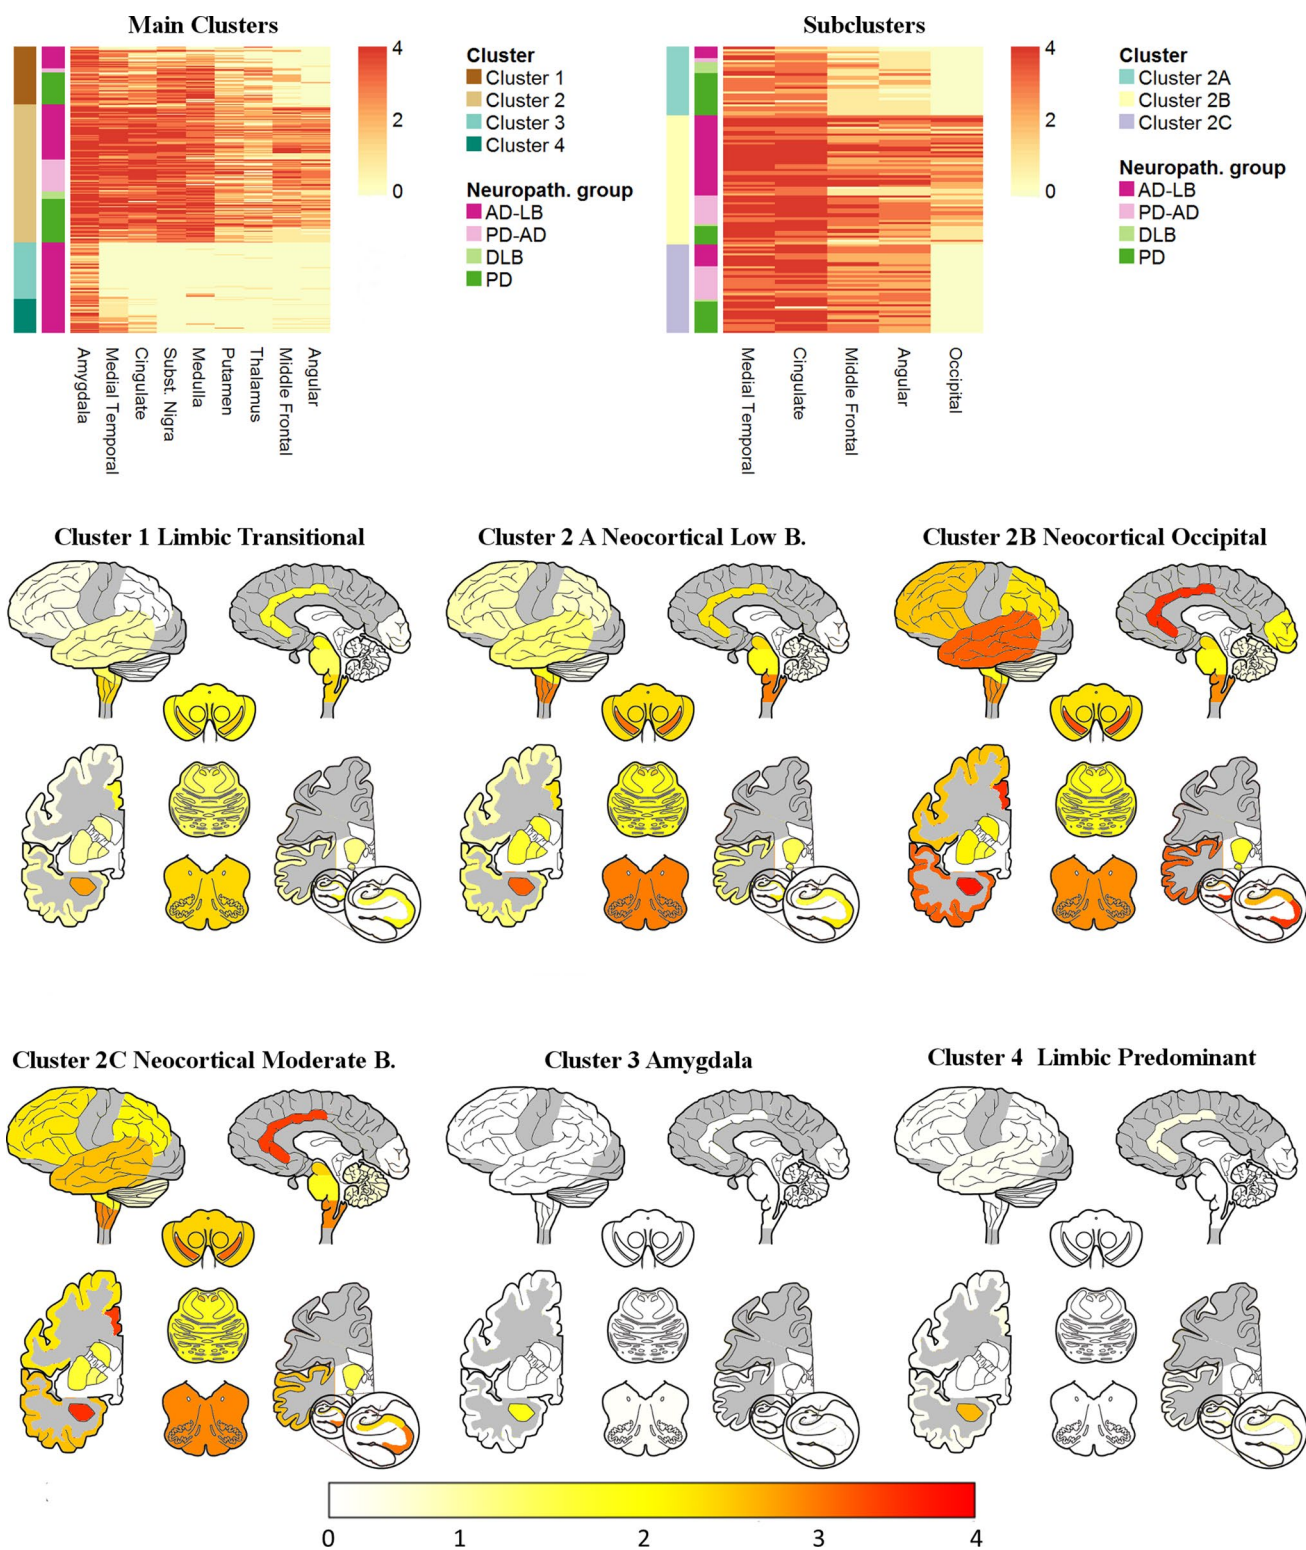 Main Clusters
4
2
0
Cluster
Cluster 1
Cluster 2
Cluster 3
Cluster 4
Neuropath. group
AD-LB
PD-AD
DLB
PD
Amygdala
Medial Temporal
Cingulate
Subst. Nigra
Medulla
Putamen
Thalamus
Middle Frontal
Angular
Subclusters
4
2
0
Cluster
Cluster 2A
Cluster 2B
Cluster 2C
Neuropath. group
AD-LB
PD-AD
DLB
PD
Medial Temporal
Cingulate
Middle Frontal
Angular
Occipital
Cluster 1 Limbic Transitional
Cluster 2 A Neocortical Low B.
Cluster 2B Neocortical Occipital
Cluster 2C Neocortical Moderate B.
Cluster 3 Amygdala
Cluster 4 Limbic Predominant
0 1 2 3 4